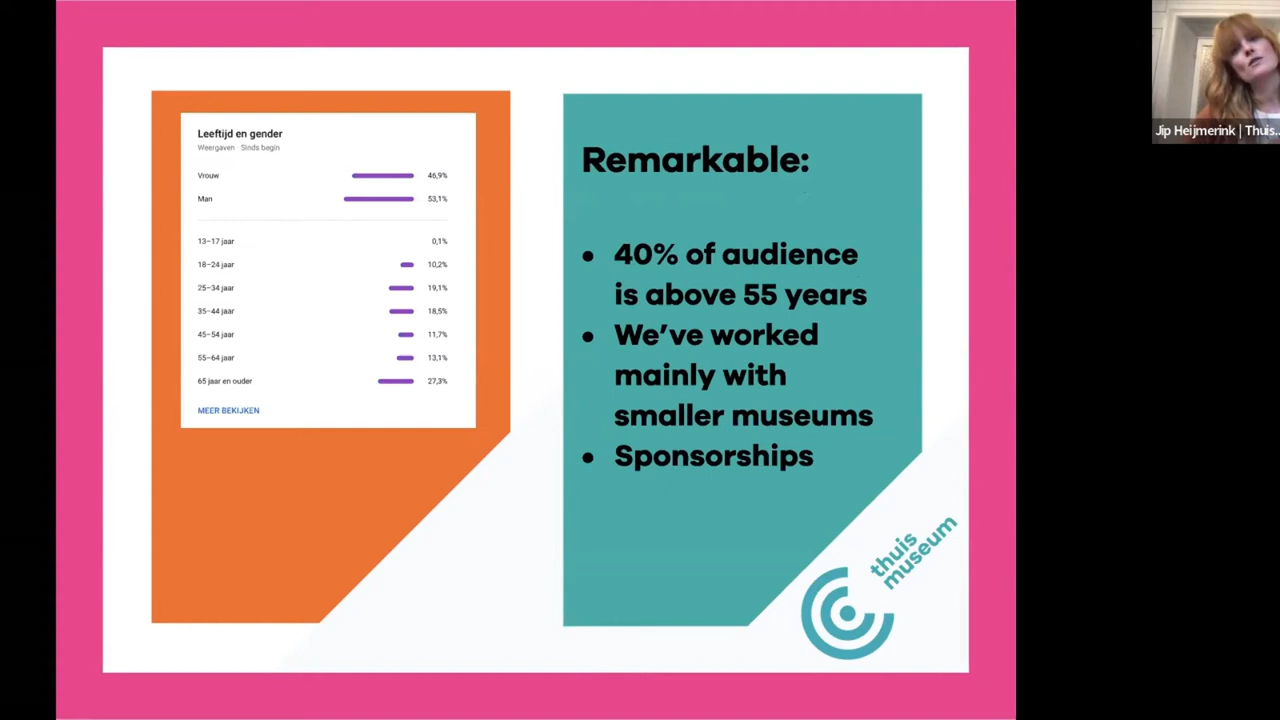 Leeftijd en gender
Weergaven · Sinds begin
Vrouw 46,9%
Man 53,1%
13–17 jaar 0,1%
18–24 jaar 10,2%
25–34 jaar 19,1%
35–44 jaar 18,5%
45–54 jaar 11,7%
55–64 jaar 13,1%
65 jaar en ouder 27,3%
MEER BEKIJKEN
Remarkable:
• 40% of audience
is above 55 years
• We’ve worked
mainly with
smaller museums
• Sponsorships
thuis
museum
Jip Heijmerink | Thuis...